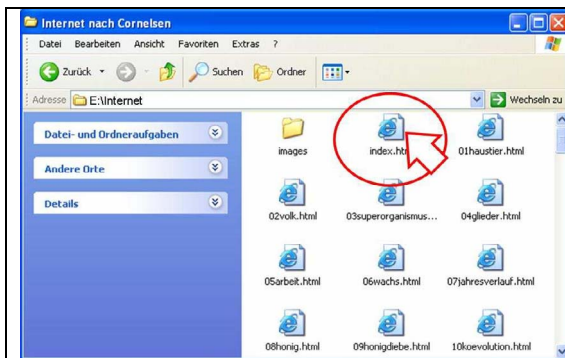 Internet nach Cornelsen
Datei Bearbeiten Ansicht Favoriten Extras ?
Zurück Suchen Ordner
Adresse E:\Internet Wechseln zu
Datei- und Ordneraufgaben
Andere Orte
Details
images index.html 01haustier.html
02volk.html 03superorganismus... 04glieder.html
05arbeit.html 06wachs.html 07jahresverlauf.html
08honig.html 09honigdiebe.html 10koevolution.html